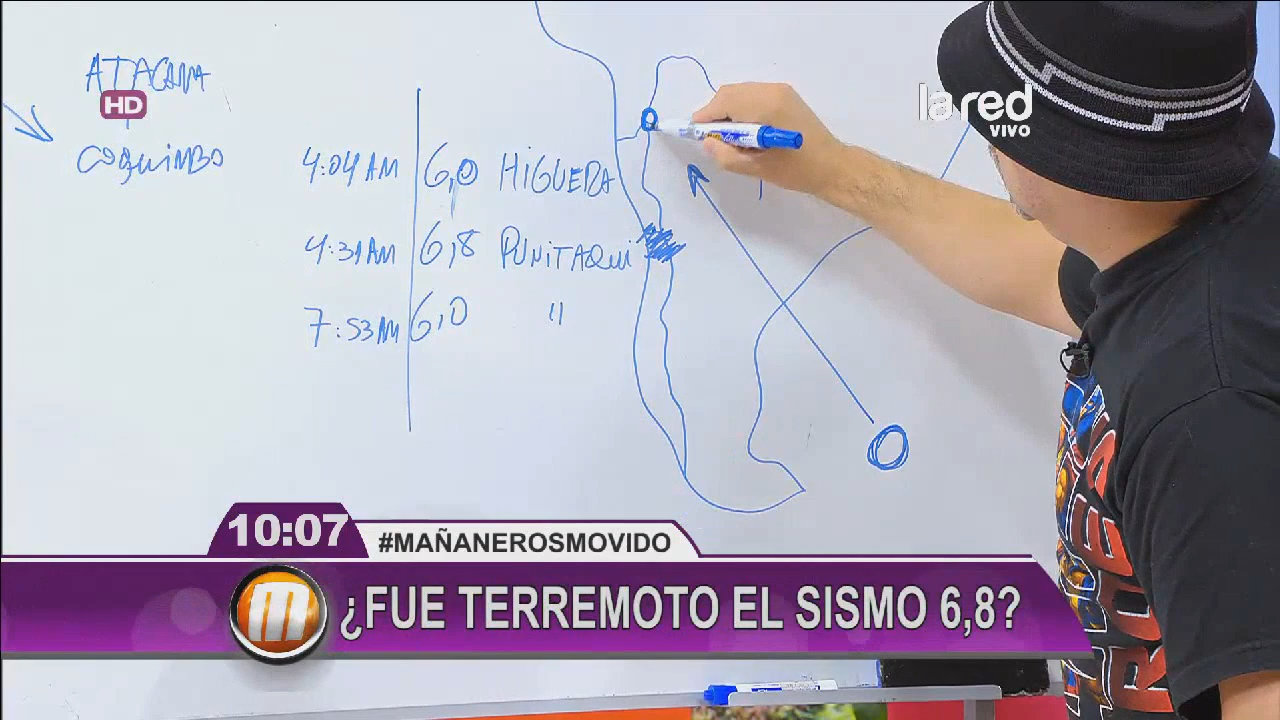 ATACAMA
HD
COQUIMBO
4:04 AM 6,0 HIGUERA
4:31 AM 6,8 PUNITAQUI
7:53 AM 6,0 "
la red
VIVO
10:07
#MAÑANEROSMOVIDO
m
¿FUE TERREMOTO EL SISMO 6,8?